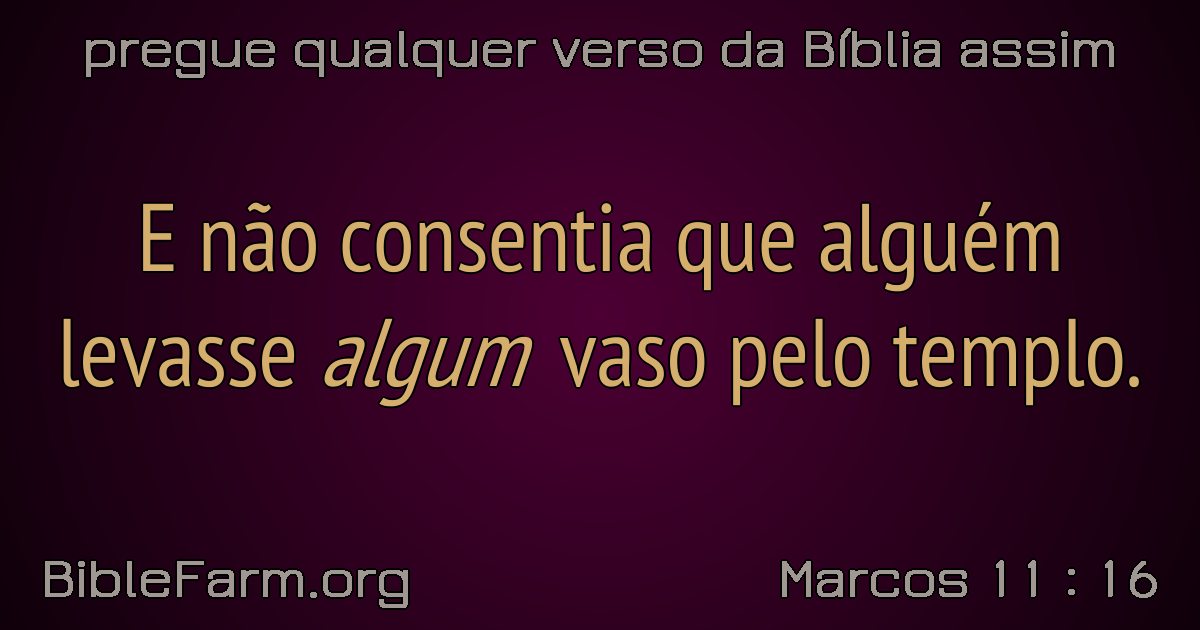 pregue qualquer verso da Bíblia assim
E não consentia que alguém
levasse algum vaso pelo templo.
BibleFarm.org
Marcos 11 : 16